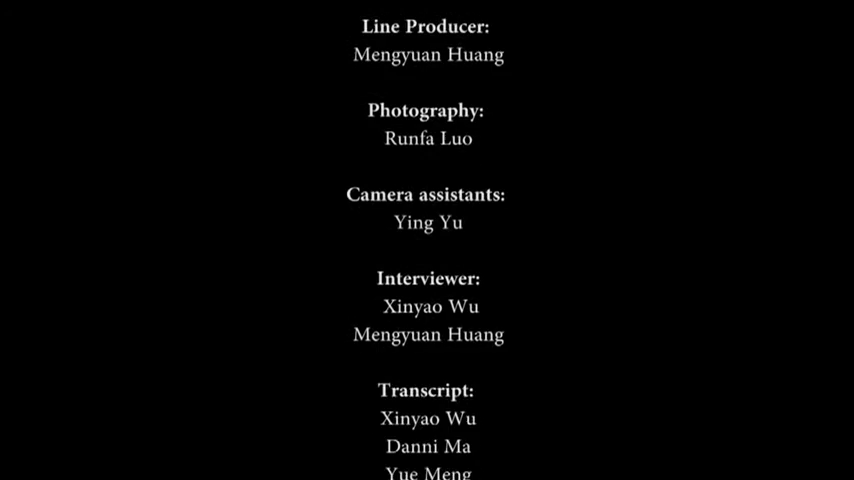 Line Producer:
Mengyuan Huang
Photography:
Runfa Luo
Camera assistants:
Ying Yu
Interviewer:
Xinyao Wu
Mengyuan Huang
Transcript:
Xinyao Wu
Danni Ma
Yue Meng